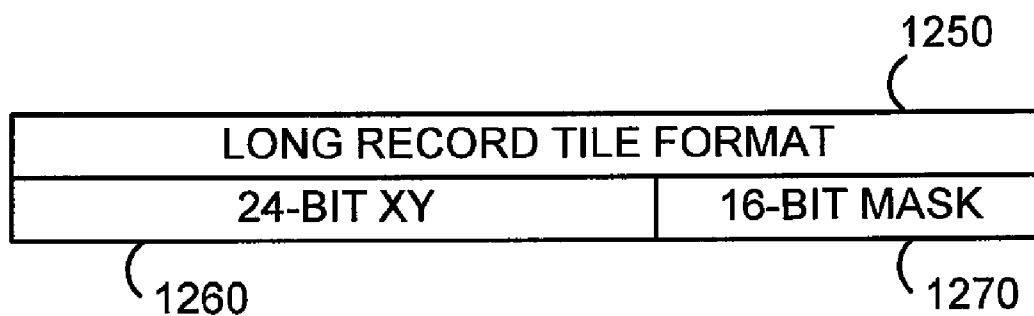 1250
LONG RECORD TILE FORMAT
24-BIT XY 16-BIT MASK
1260 1270